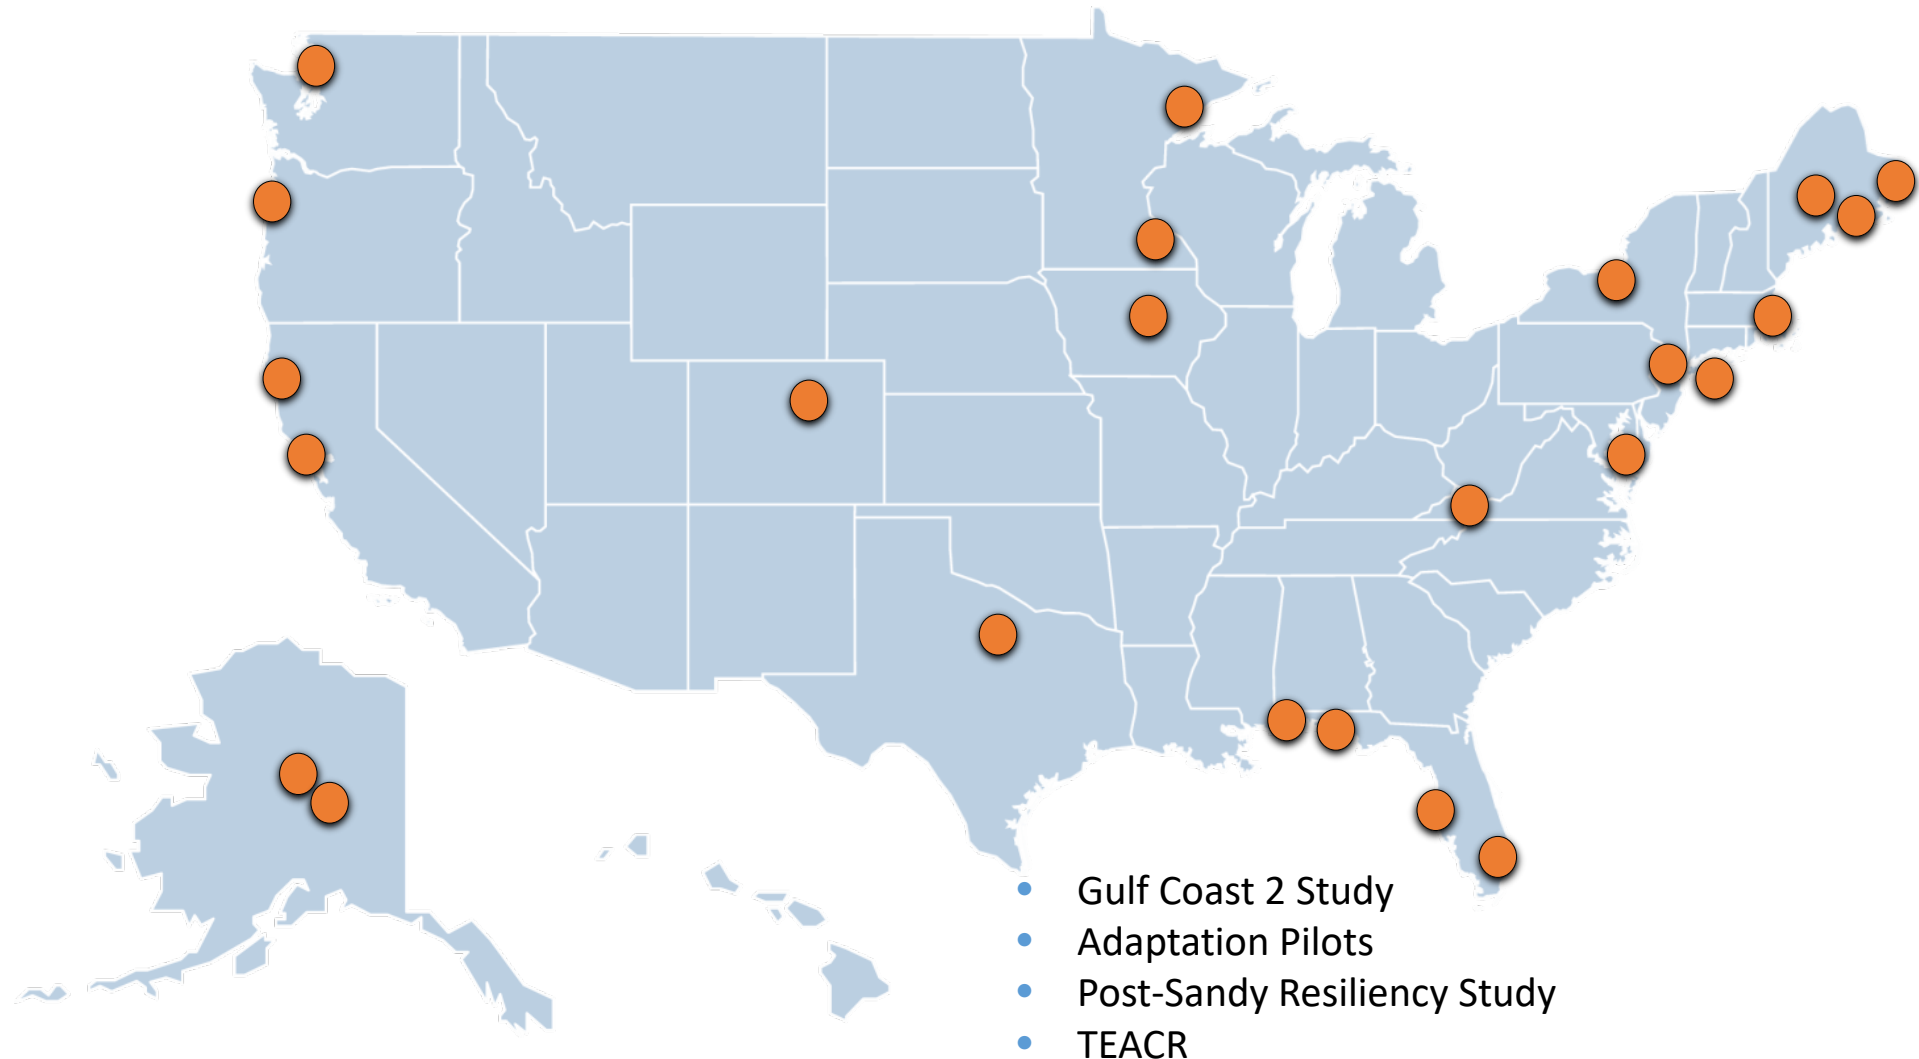 • Gulf Coast 2 Study
• Adaptation Pilots
• Post-Sandy Resiliency Study
• TEACR